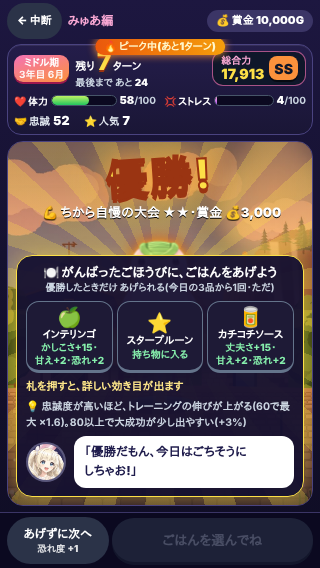 ← 中断
みゅあ編
💰 賞金 10,000G
🔥 ピーク中(あと1ターン)
ミドル期
3年目 6月
残り 7 ターン
最後まで あと 24
総合力
17,913
SS
❤️ 体力 58/100
💢 ストレス 4/100
🤝 忠誠 52
⭐ 人気 7
優勝!
💪 ちから自慢の大会 ★★・賞金 💰3,000
🍽️ がんばったごほうびに、ごはんをあげよう
優勝したときだけ あげられる(今日の3品から1回・ただ)
🍏
インテリンゴ
かしこさ+15・
甘え+2・恐れ+2
⭐
スタープルーン
持ち物に入る
🥫
カチコチソース
丈夫さ+15・
甘え+2・恐れ+2
札を押すと、詳しい効き目が出ます
💡 忠誠度が高いほど、トレーニングの伸びが上がる(60で最
大 ×1.6)。80以上で大成功が少し出やすい(+3%)
「優勝だもん、今日はごちそうに
しちゃお!」
あげずに次へ
恐れ度 +1
ごはんを選んでね